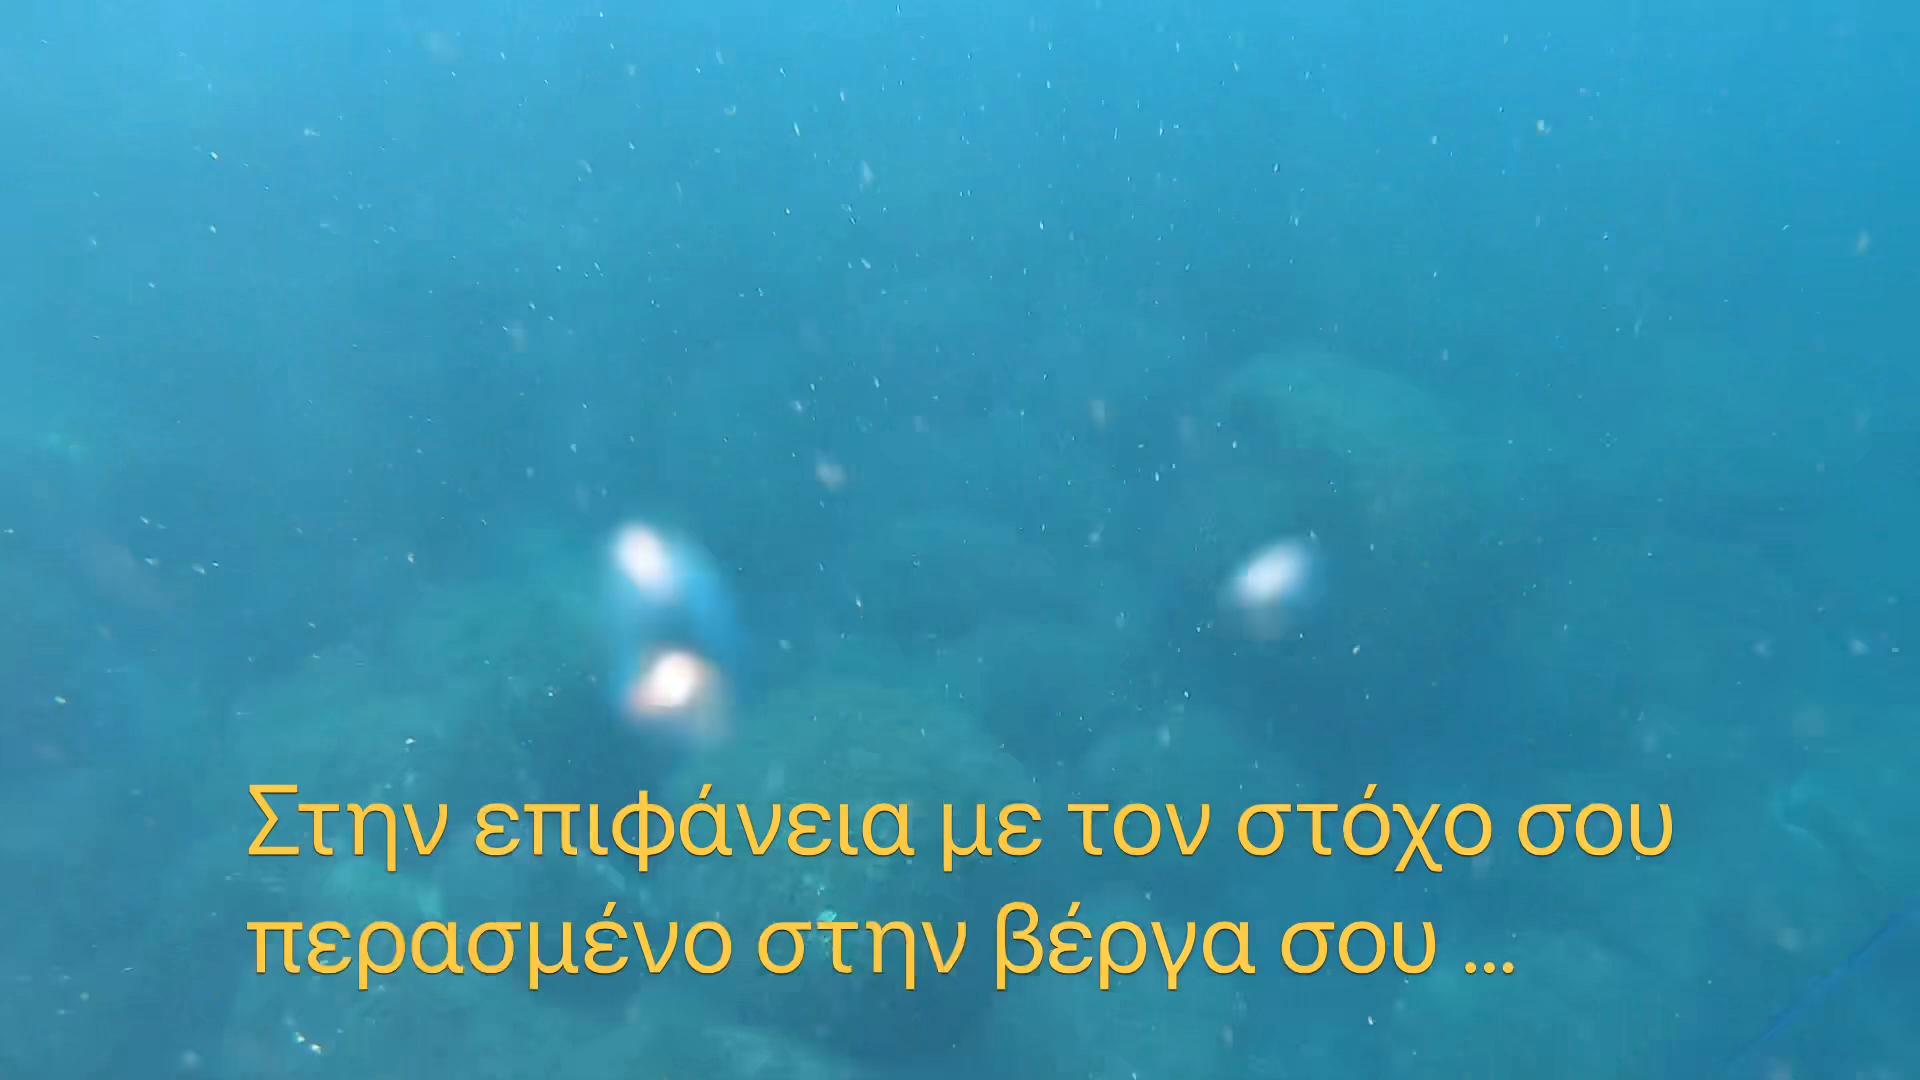 Στην επιφάνεια με τον στόχο σου
περασμένο στην βέργα σου ...